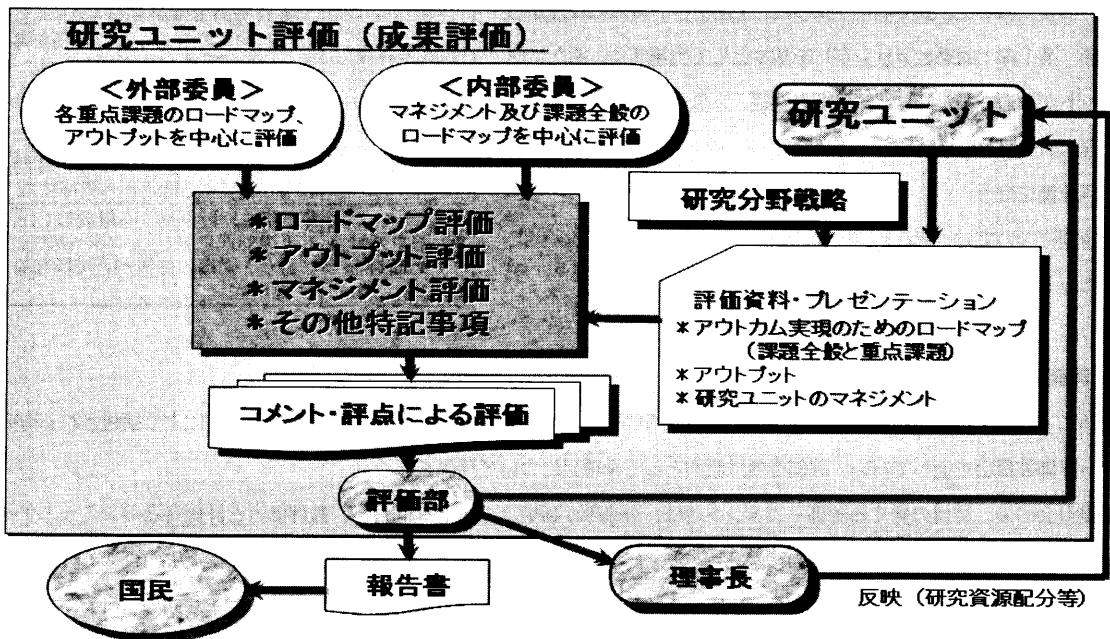 研究ユニット評価（成果評価）
＜外部委員＞
各重点課題のロードマップ、
アウトプットを中心に評価
＜内部委員＞
マネジメント及び課題全般の
ロードマップを中心に評価
研究ユニット
研究分野戦略
＊ロードマップ評価
＊アウトプット評価
＊マネジメント評価
＊その他特記事項
評価資料・プレゼンテーション
＊アウトカム実現のためのロードマップ
（課題全般と重点課題）
＊アウトプット
＊研究ユニットのマネジメント
コメント・評点による評価
評価部
国民
報告書
理事長
反映（研究資源配分等）